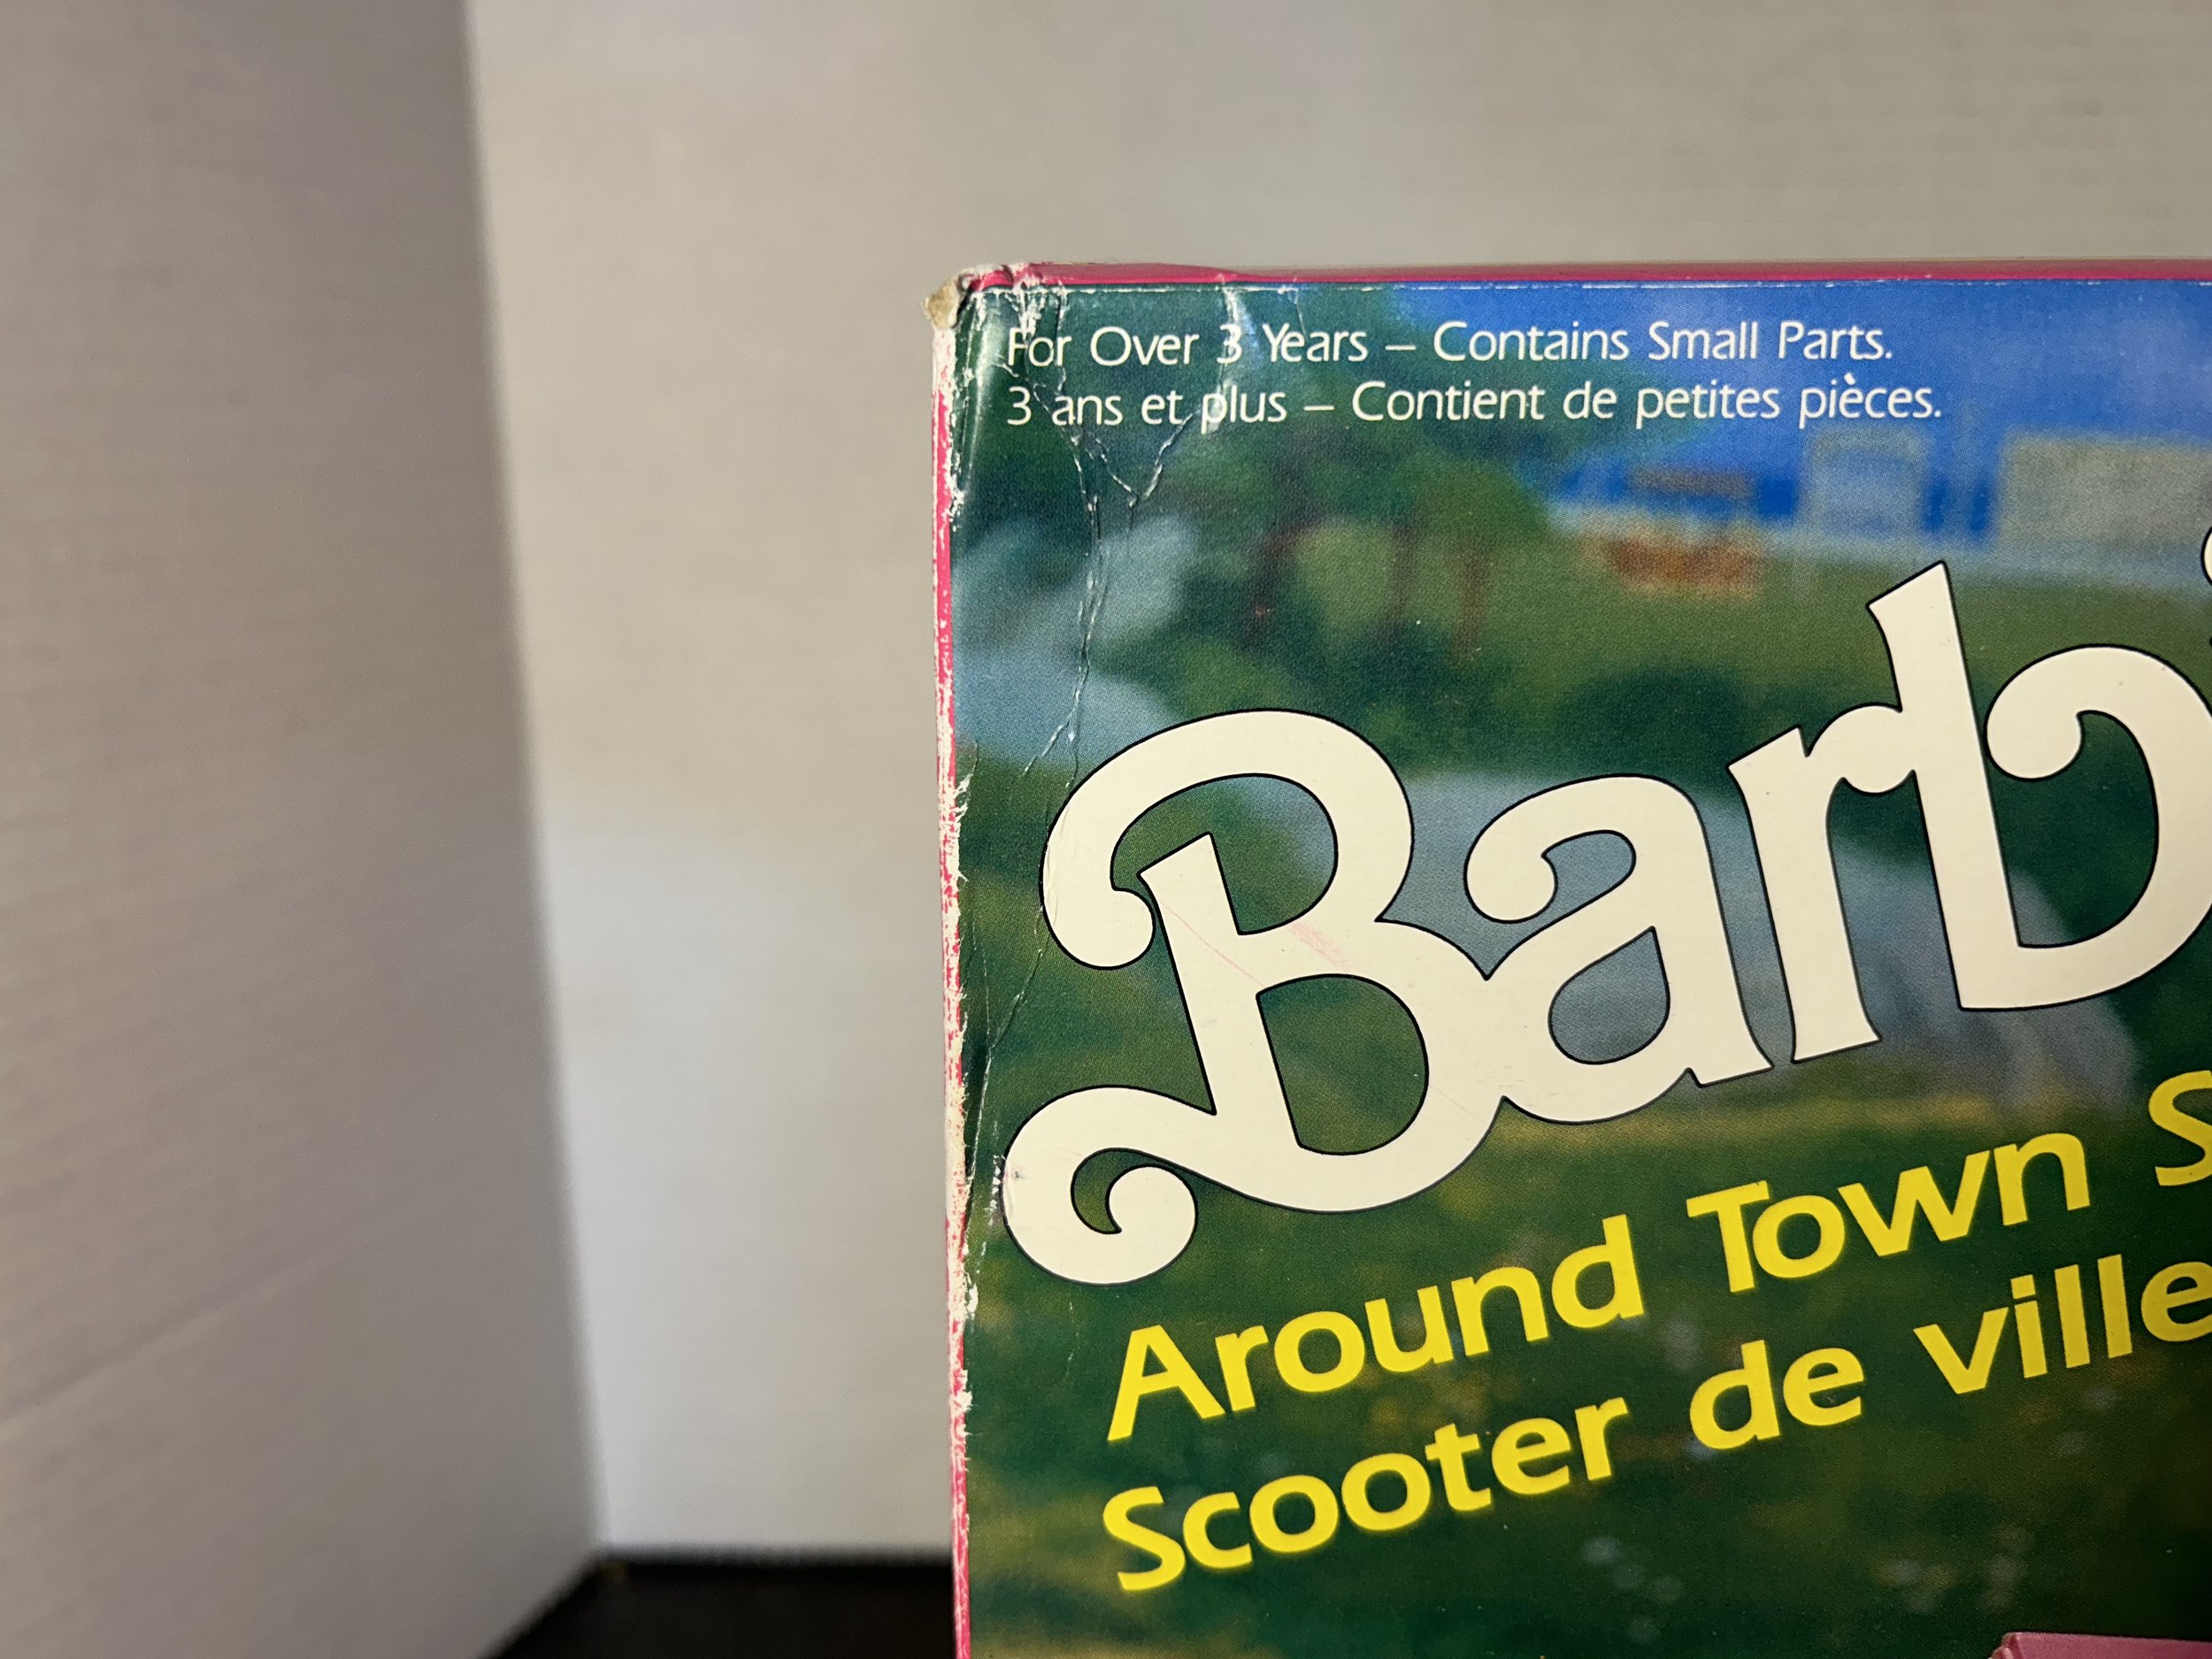 For Over 3 Years – Contains Small Parts.
3 ans et plus – Contient de petites pièces.
Barbi
Around Town S
Scooter de ville